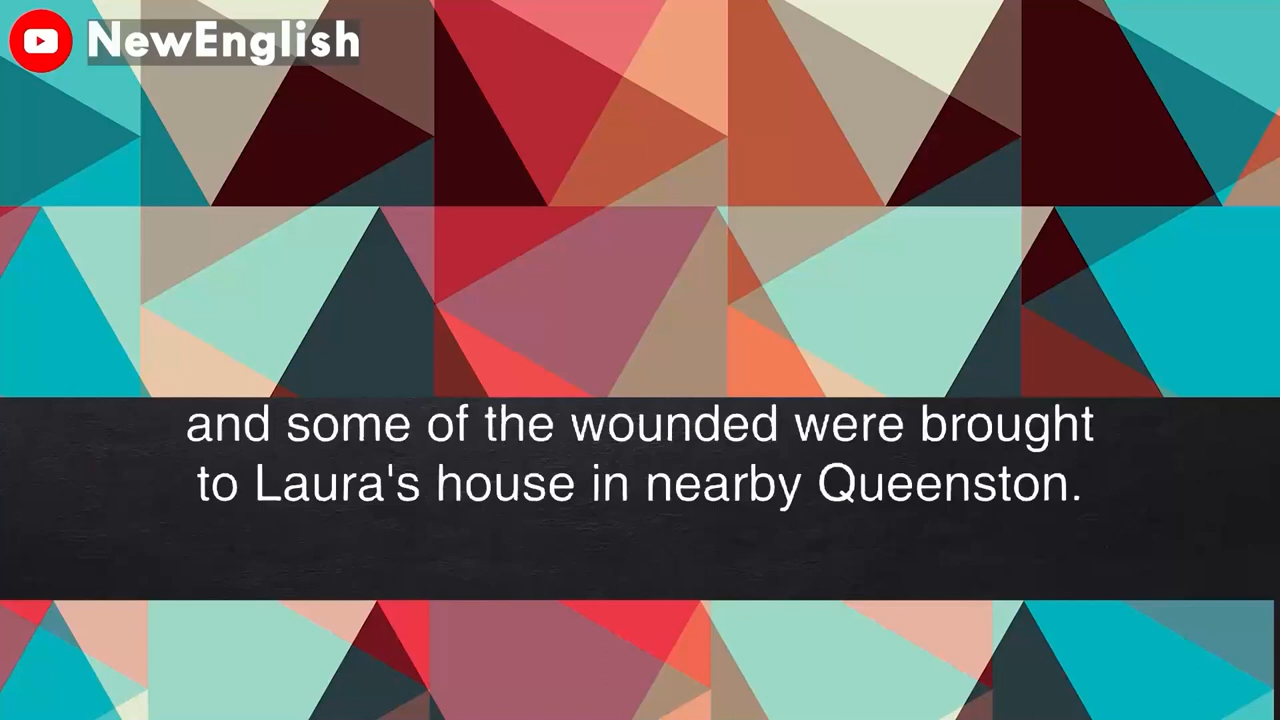 NewEnglish
and some of the wounded were brought
to Laura's house in nearby Queenston.